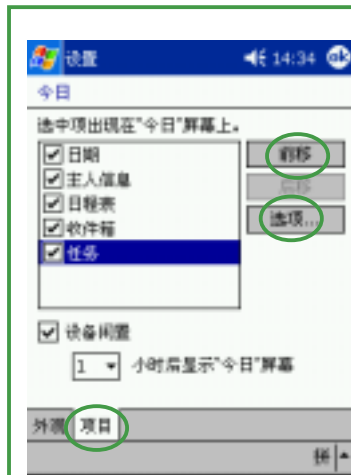 设置 14:34 ok
今日
选中项出现在"今日"屏幕上。
日期 前移
主人信息 后移
日程表 选项...
收件箱
任务
设备闲置
1 小时后显示"今日"屏幕
外观 项目
拼